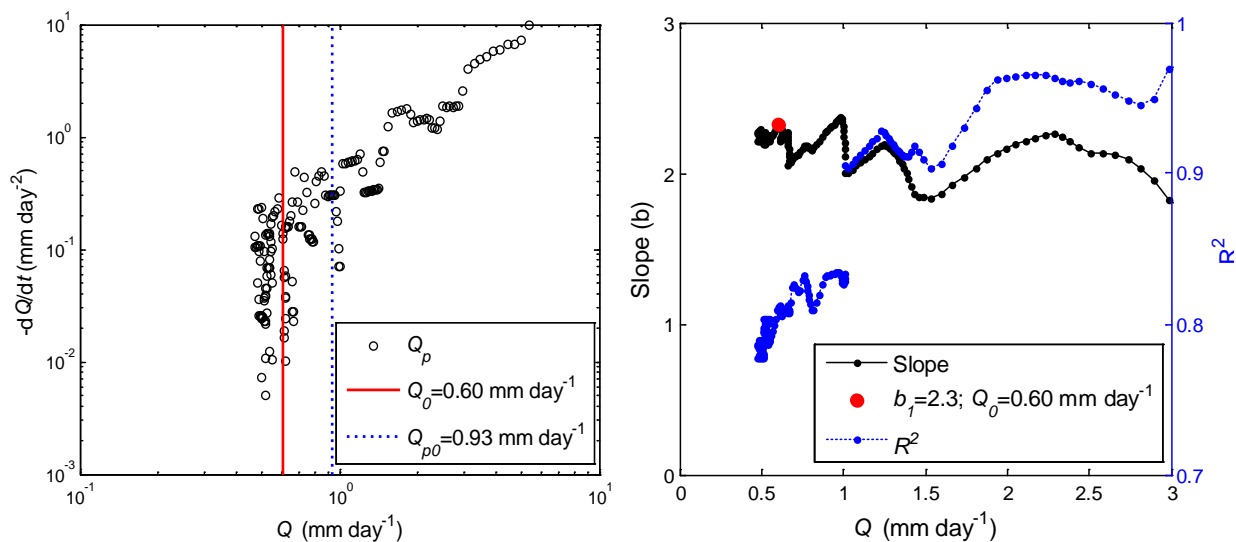 10^1
10^0
10^-1
10^-2
10^-3
-dQ/dt (mm day^-2)
Q_p
Q_0=0.60 mm day^-1
Q_p0=0.93 mm day^-1
10^-1
10^0
10^1
Q (mm day^-1)
3
2
1
0
Slope (b)
1
0.9
0.8
0.7
R^2
Slope
b_1=2.3; Q_0=0.60 mm day^-1
R^2
0
0.5
1
1.5
2
2.5
3
Q (mm day^-1)